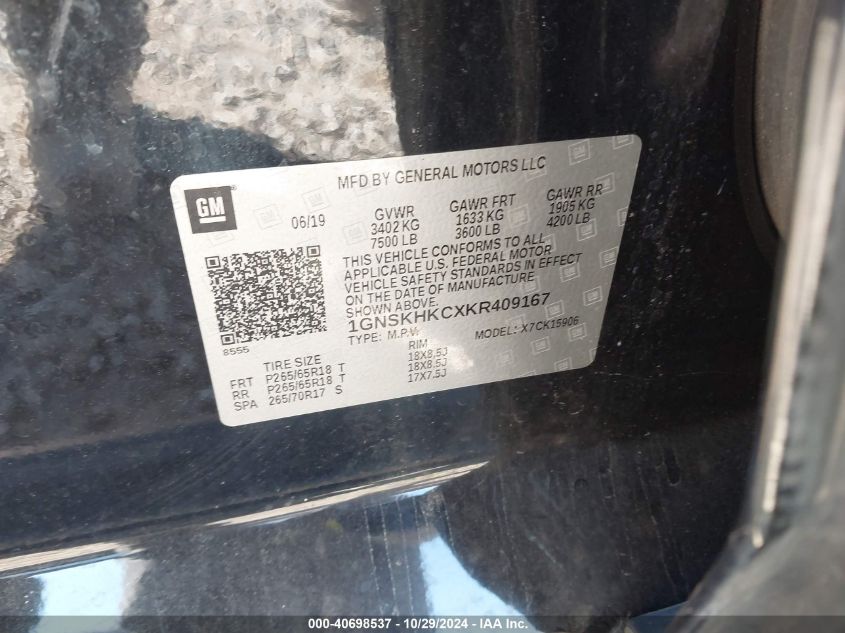 MFD BY GENERAL MOTORS LLC
GM
06/19
GVWR GAWR FRT GAWR RR
3402 KG 1633 KG 1905 KG
7500 LB 3600 LB 4200 LB
THIS VEHICLE CONFORMS TO ALL
APPLICABLE U.S. FEDERAL MOTOR
VEHICLE SAFETY STANDARDS IN EFFECT
ON THE DATE OF MANUFACTURE
SHOWN ABOVE.
1GNSKHKCXKR409167
TYPE: M.P.V. MODEL: X7CK15906
8555
TIRE SIZE RIM
FRT P265/65R18 T 18X8.5J
RR P265/65R18 T 18X8.5J
SPA 265/70R17 S 17X7.5J
000-40698537 - 10/29/2024 - IAA Inc.